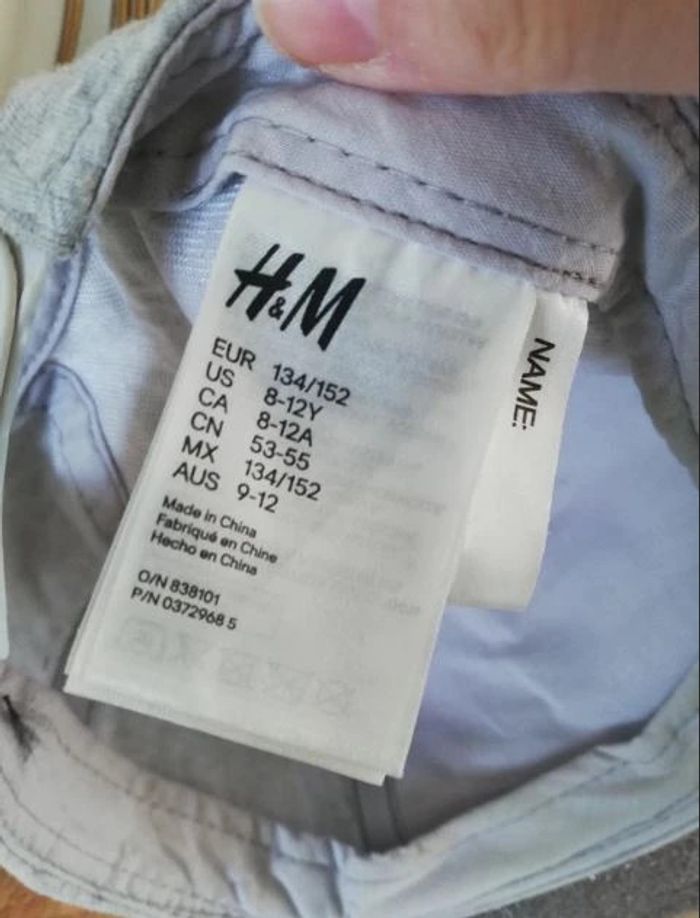 H&M
EUR 134/152
US 8-12Y
CA 8-12A
CN 53-55
MX 134/152
AUS 9-12
Made in China
Fabriqué en Chine
Hecho en China
O/N 838101
P/N 0372968 5
NAME: